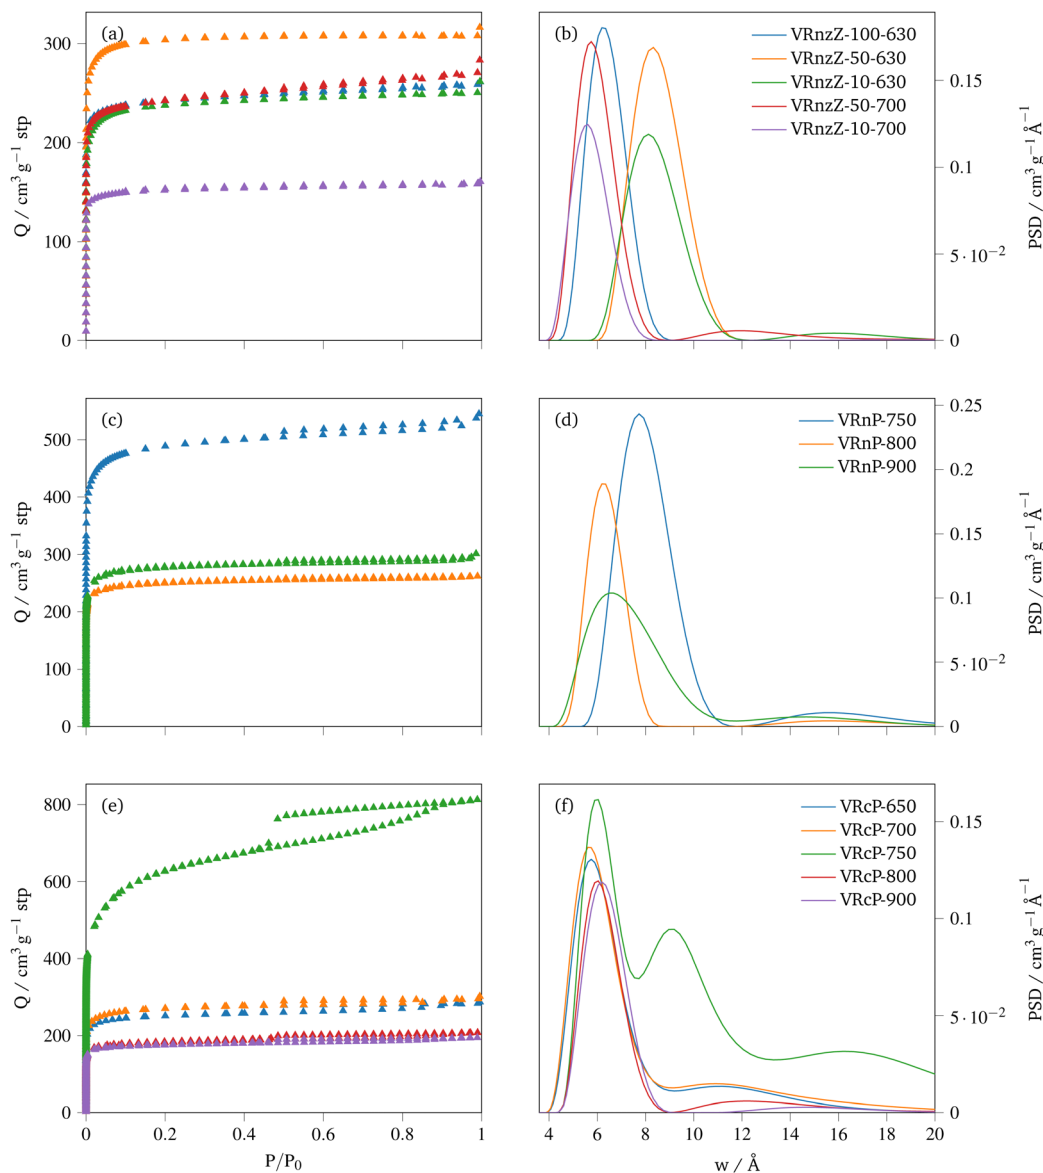 (a)
300
200
100
0
Q / cm³ g⁻¹ stp
(b)
VRnzZ-100-630
VRnzZ-50-630
VRnzZ-10-630
VRnzZ-50-700
VRnzZ-10-700
0.15
0.1
5·10⁻²
0
PSD / cm³ g⁻¹ Å⁻¹
(c)
500
400
300
200
100
0
Q / cm³ g⁻¹ stp
(d)
VRnP-750
VRnP-800
VRnP-900
0.25
0.2
0.15
0.1
5·10⁻²
0
PSD / cm³ g⁻¹ Å⁻¹
(e)
800
600
400
200
0
Q / cm³ g⁻¹ stp
0 0.2 0.4 0.6 0.8 1
P/P₀
(f)
VRcP-650
VRcP-700
VRcP-750
VRcP-800
VRcP-900
0.15
0.1
5·10⁻²
0
PSD / cm³ g⁻¹ Å⁻¹
4 6 8 10 12 14 16 18 20
w / Å